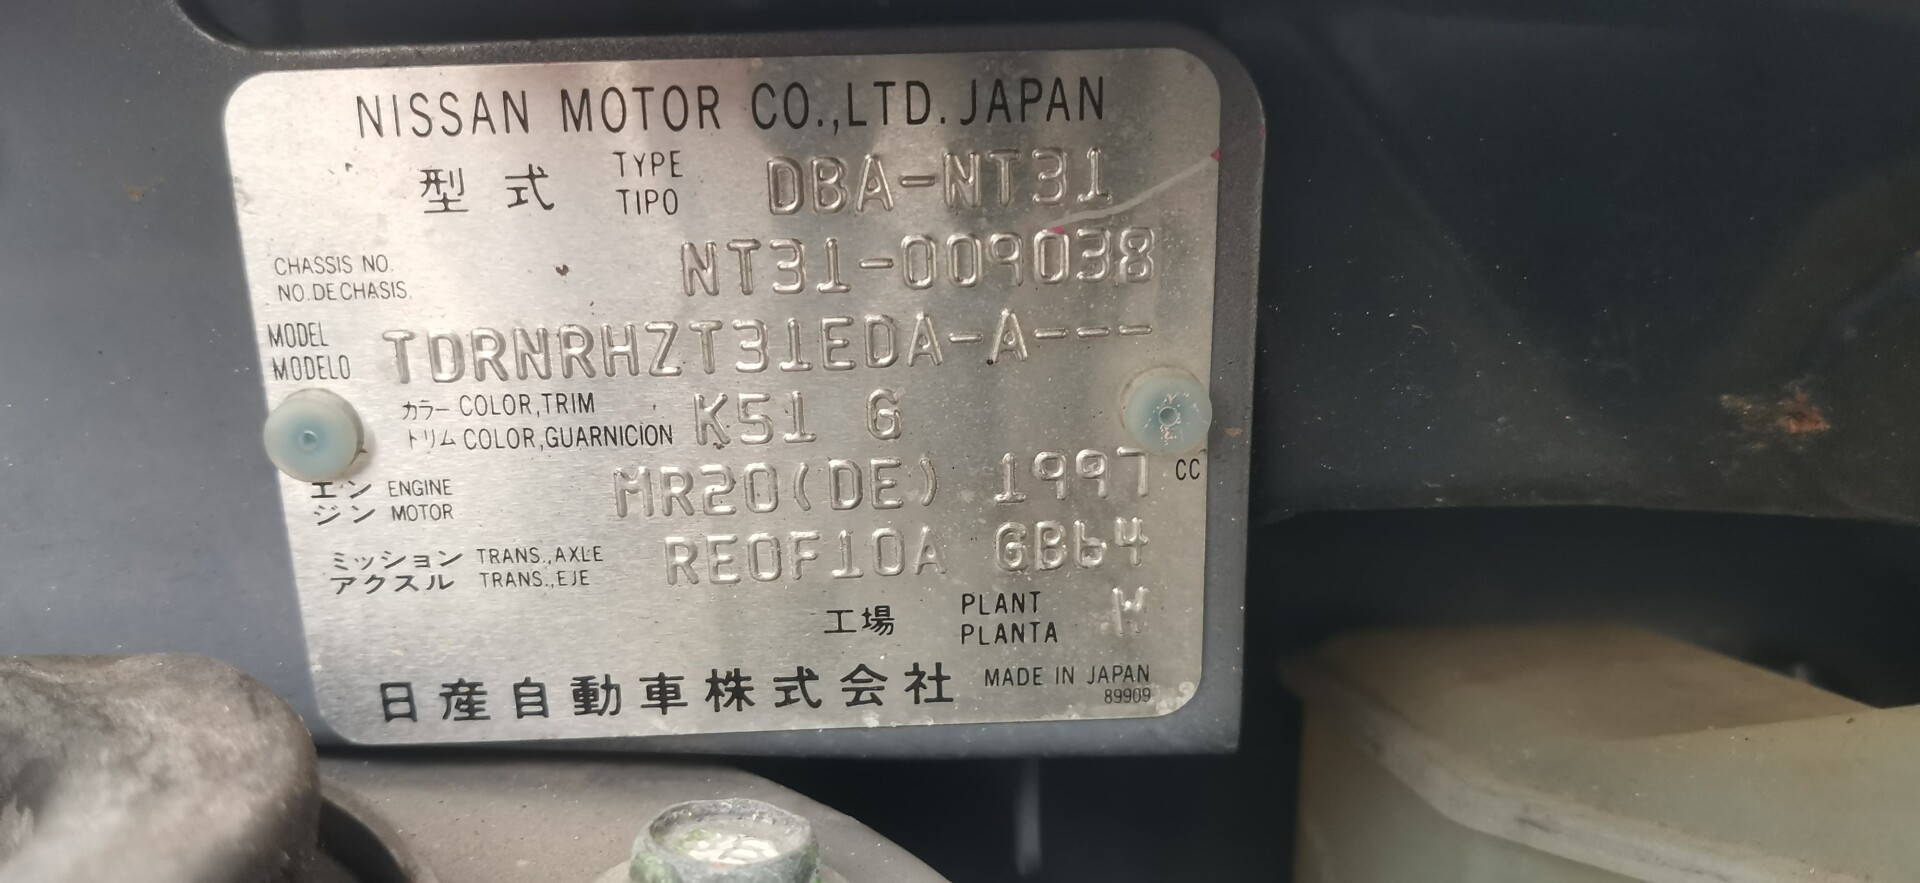 NISSAN MOTOR CO.,LTD. JAPAN
型式 TYPE TIPO DBA-NT31
CHASSIS NO. NO.DE CHASIS. NT31-009038
MODEL MODELO TDRNRHZT31EDA-A---
カラー COLOR,TRIM
トリム COLOR,GUARNICION K51 G
エンジン ENGINE MOTOR MR20(DE) 1997 CC
ミッション TRANS.,AXLE
アクスル TRANS.,EJE RE0F10A GB64
工場 PLANT PLANTA W
日産自動車株式会社 MADE IN JAPAN
89909